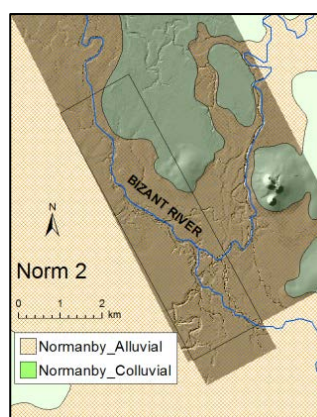 BIZANT RIVER
N
Norm 2
0 1 2
km
Normanby_Alluvial
Normanby_Colluvial